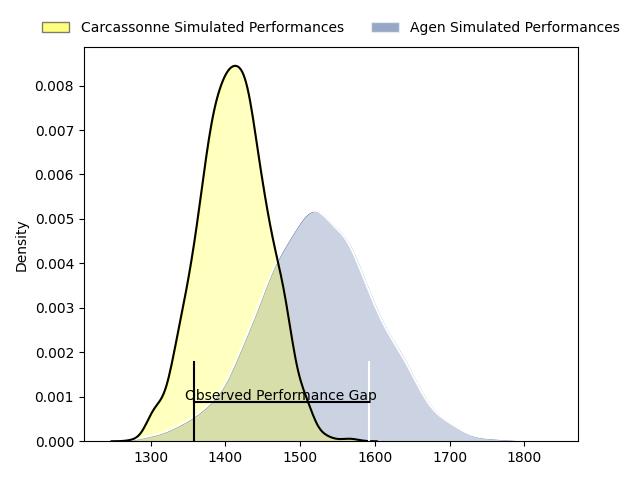 Carcassonne Simulated Performances Agen Simulated Performances
Density
0.008
0.007
0.006
0.005
0.004
0.003
0.002
0.001
0.000
Observed Performance Gap
1300 1400 1500 1600 1700 1800